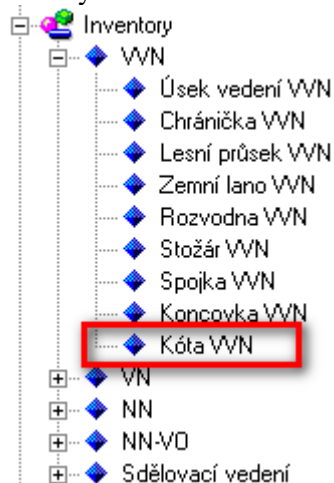 Inventory
VVN
Úsek vedení VVN
Chránička VVN
Lesní průsek VVN
Zemní lano VVN
Rozvodna VVN
Stožár VVN
Spojka VVN
Koncovka VVN
Kóta VVN
VN
NN
NN-VO
Sdělovací vedení